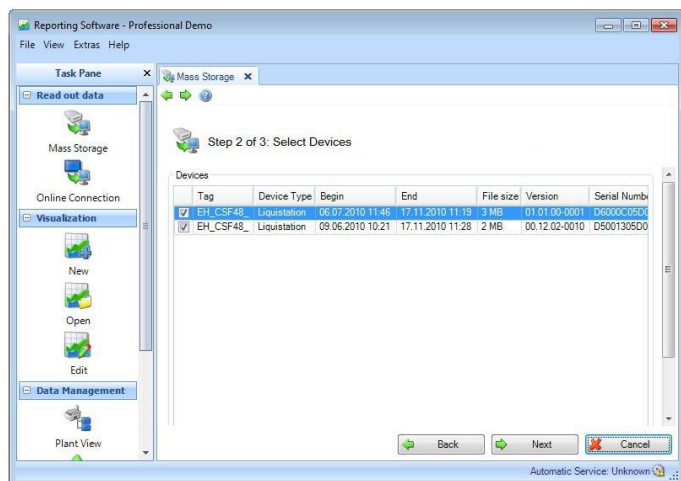 Reporting Software - Professional Demo
File View Extras Help
Task Pane
Mass Storage
Read out data
Mass Storage
Online Connection
Visualization
New
Open
Edit
Data Management
Plant View
Step 2 of 3: Select Devices
Devices
Tag Device Type Begin End File size Version Serial Numbe
EH_CSF48_ Liquistation 06.07.2010 11:46 17.11.2010 11:19 3 MB 01.01.00-0001 D6000C05D0
EH_CSF48_ Liquistation 09.06.2010 10:21 17.11.2010 11:28 2 MB 00.12.02-0010 D5001305D0
Back Next Cancel
Automatic Service: Unknown